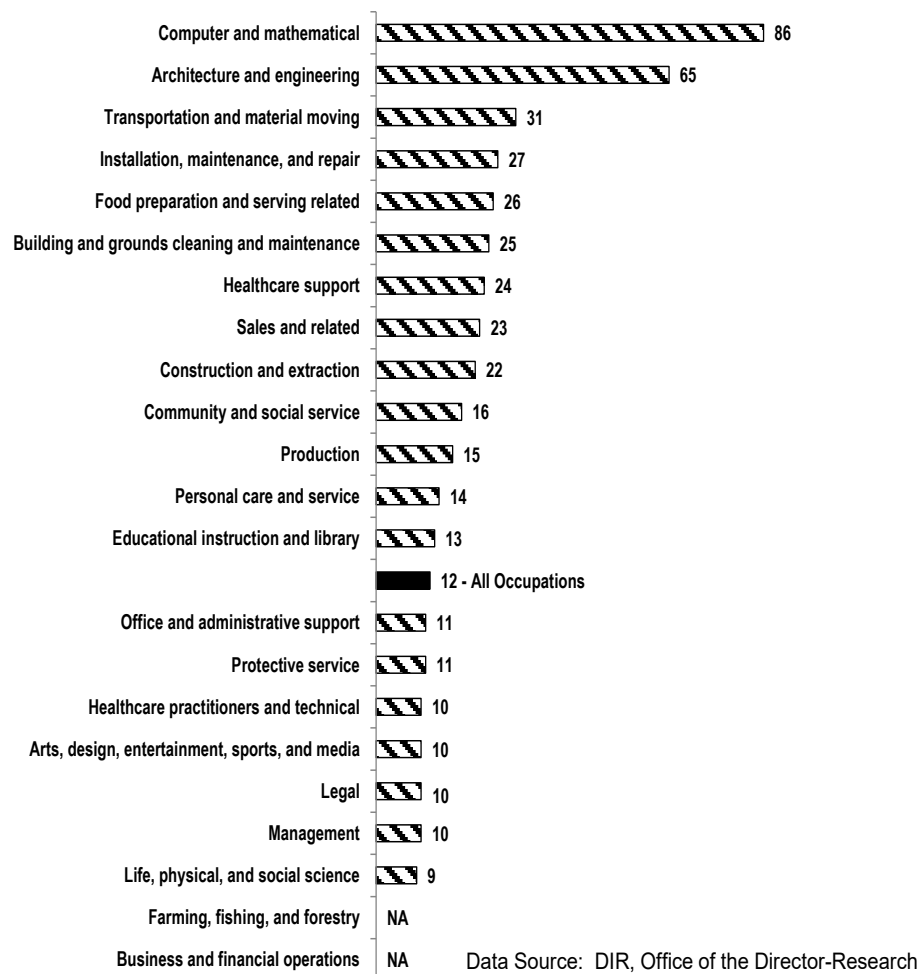 Computer and mathematical 86
Architecture and engineering 65
Transportation and material moving 31
Installation, maintenance, and repair 27
Food preparation and serving related 26
Building and grounds cleaning and maintenance 25
Healthcare support 24
Sales and related 23
Construction and extraction 22
Community and social service 16
Production 15
Personal care and service 14
Educational instruction and library 13
12 - All Occupations
Office and administrative support 11
Protective service 11
Healthcare practitioners and technical 10
Arts, design, entertainment, sports, and media 10
Legal 10
Management 10
Life, physical, and social science 9
Farming, fishing, and forestry NA
Business and financial operations NA Data Source: DIR, Office of the Director-Research